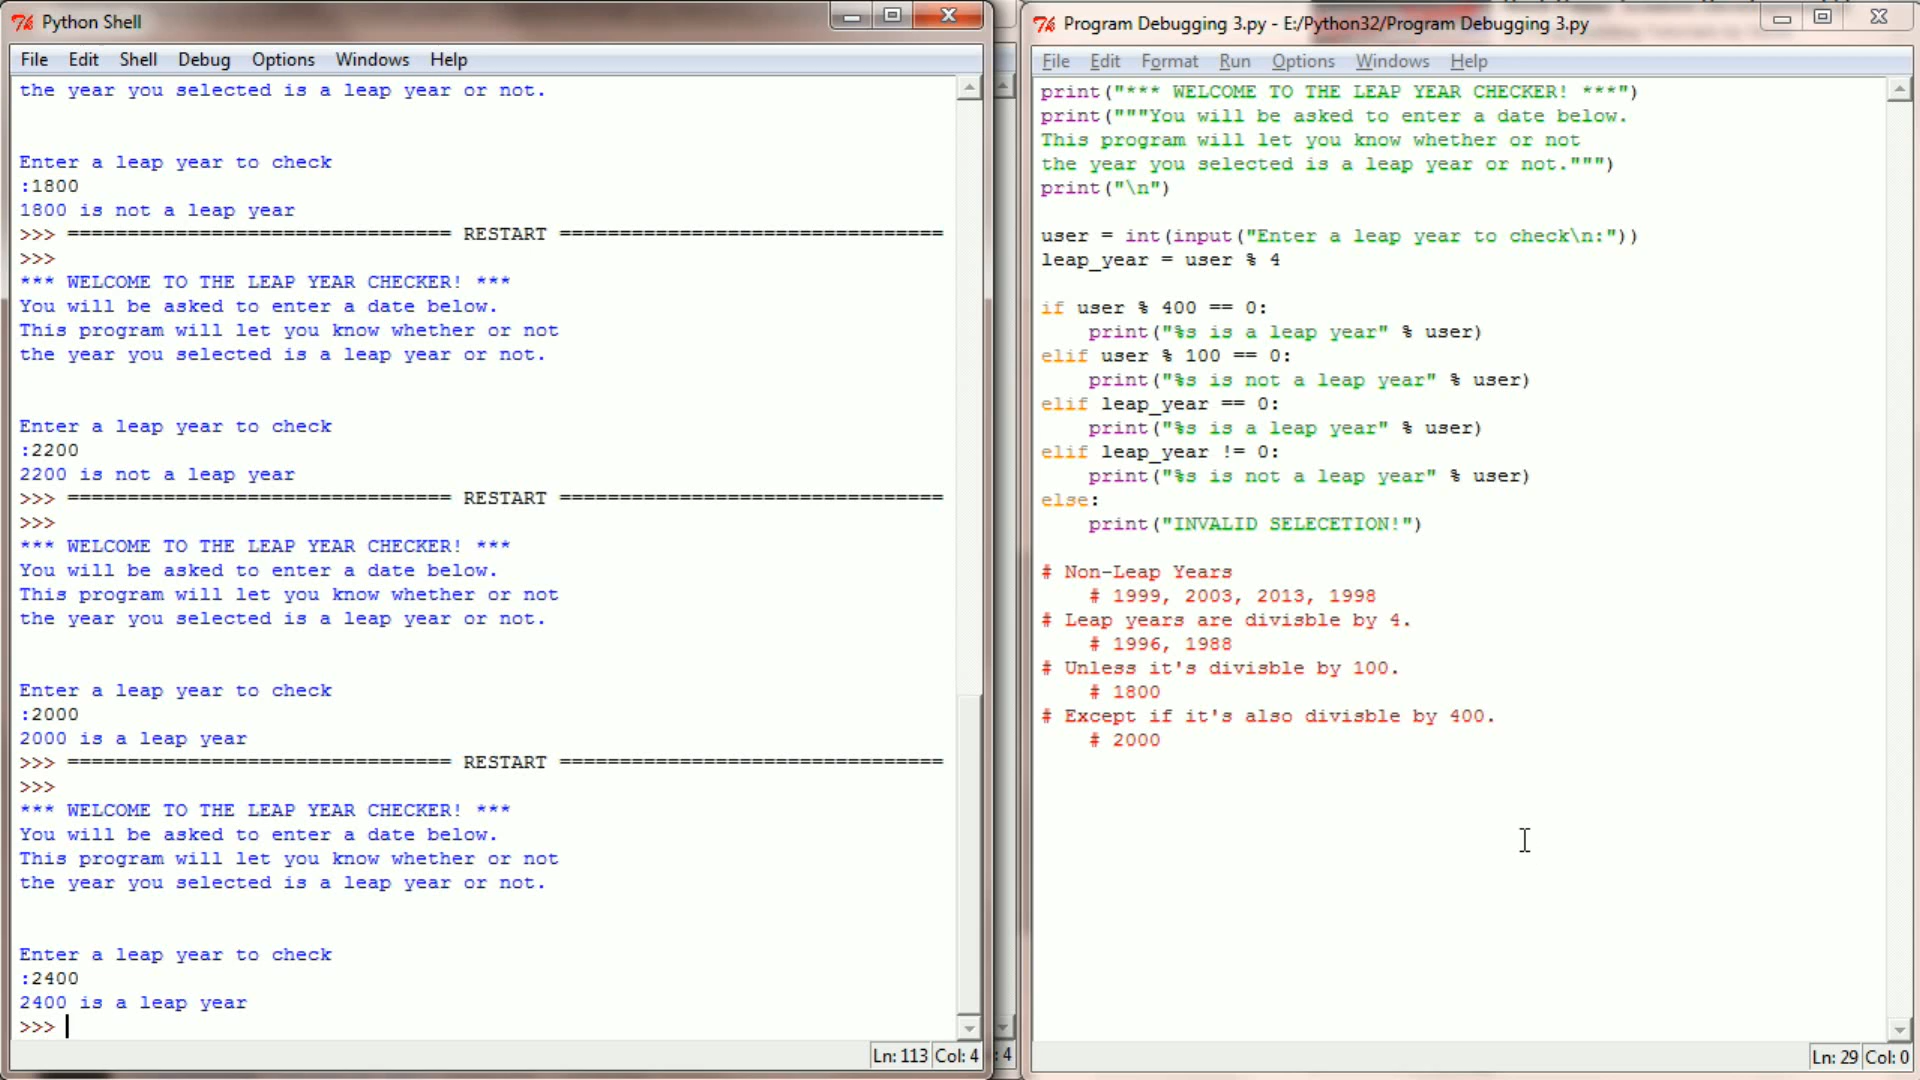 Python Shell
File Edit Shell Debug Options Windows Help
the year you selected is a leap year or not.
Enter a leap year to check
:1800
1800 is not a leap year
>>> ================================ RESTART ================================
>>>
*** WELCOME TO THE LEAP YEAR CHECKER! ***
You will be asked to enter a date below.
This program will let you know whether or not
the year you selected is a leap year or not.
Enter a leap year to check
:2200
2200 is not a leap year
>>> ================================ RESTART ================================
>>>
*** WELCOME TO THE LEAP YEAR CHECKER! ***
You will be asked to enter a date below.
This program will let you know whether or not
the year you selected is a leap year or not.
Enter a leap year to check
:2000
2000 is a leap year
>>> ================================ RESTART ================================
>>>
*** WELCOME TO THE LEAP YEAR CHECKER! ***
You will be asked to enter a date below.
This program will let you know whether or not
the year you selected is a leap year or not.
Enter a leap year to check
:2400
2400 is a leap year
>>>
Ln: 113 Col: 4
: 4
Program Debugging 3.py - E:/Python32/Program Debugging 3.py
File Edit Format Run Options Windows Help
print("*** WELCOME TO THE LEAP YEAR CHECKER! ***")
print("""You will be asked to enter a date below.
This program will let you know whether or not
the year you selected is a leap year or not.""")
print("\n")
user = int(input("Enter a leap year to check\n:"))
leap_year = user % 4
if user % 400 == 0:
    print("%s is a leap year" % user)
elif user % 100 == 0:
    print("%s is not a leap year" % user)
elif leap_year == 0:
    print("%s is a leap year" % user)
elif leap_year != 0:
    print("%s is not a leap year" % user)
else:
    print("INVALID SELECETION!")
# Non-Leap Years
    # 1999, 2003, 2013, 1998
# Leap years are divisble by 4.
    # 1996, 1988
# Unless it's divisble by 100.
    # 1800
# Except if it's also divisble by 400.
    # 2000
Ln: 29 Col: 0